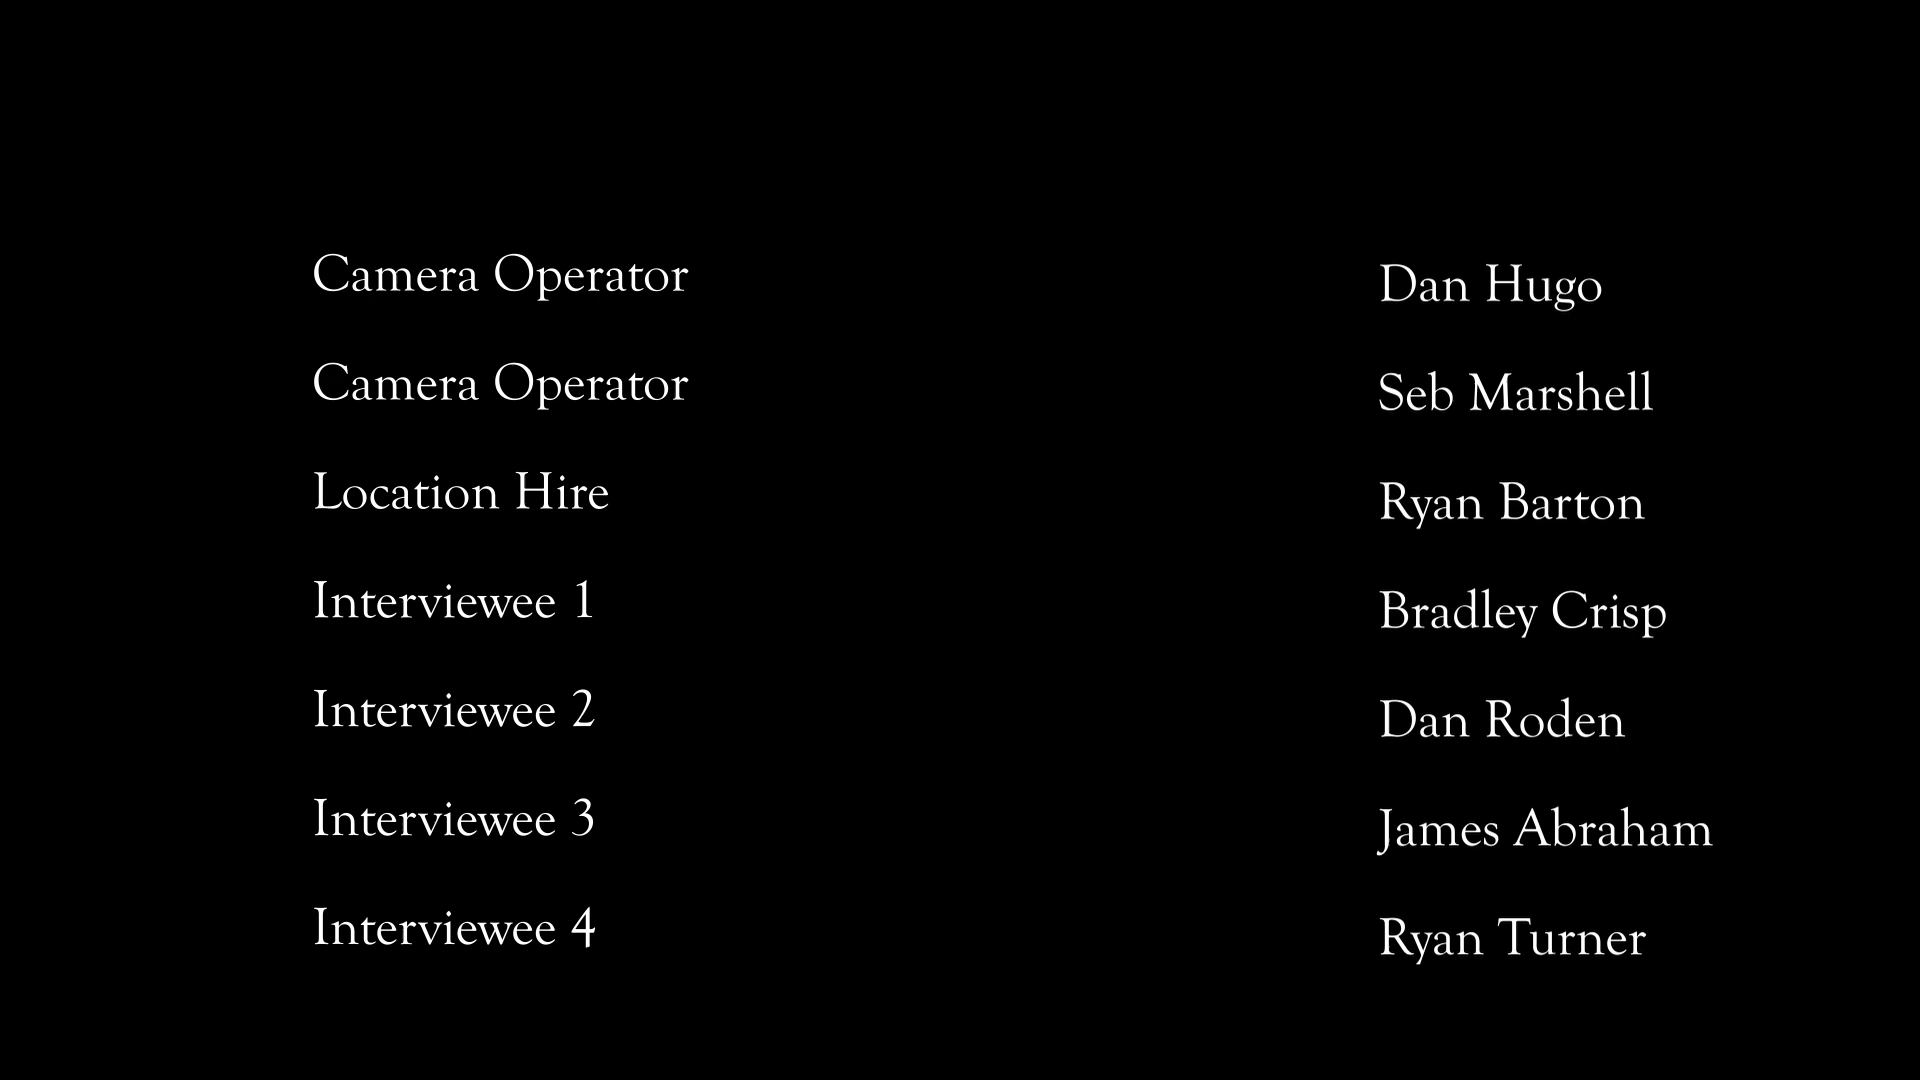 Camera Operator Dan Hugo
Camera Operator Seb Marshell
Location Hire Ryan Barton
Interviewee 1 Bradley Crisp
Interviewee 2 Dan Roden
Interviewee 3 James Abraham
Interviewee 4 Ryan Turner